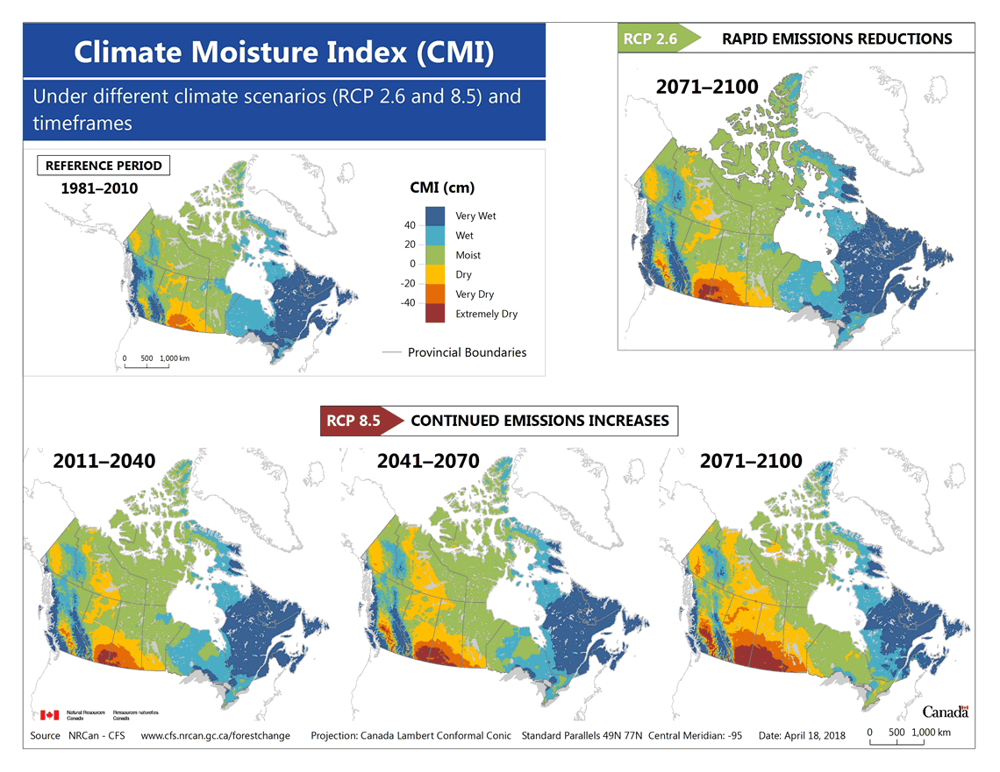 Climate Moisture Index (CMI)
Under different climate scenarios (RCP 2.6 and 8.5) and
timeframes
RCP 2.6
RAPID EMISSIONS REDUCTIONS
2071–2100
REFERENCE PERIOD
1981–2010
CMI (cm)
Very Wet
40
Wet
20
Moist
0
Dry
-20
Very Dry
-40
Extremely Dry
Provincial Boundaries
0 500 1,000 km
RCP 8.5
CONTINUED EMISSIONS INCREASES
2011–2040
2041–2070
2071–2100
Natural Resources
Canada
Ressources naturelles
Canada
Canada
Source NRCan - CFS www.cfs.nrcan.gc.ca/forestchange Projection: Canada Lambert Conformal Conic Standard Parallels 49N 77N Central Meridian: -95 Date: April 18, 2018
0 500 1,000 km